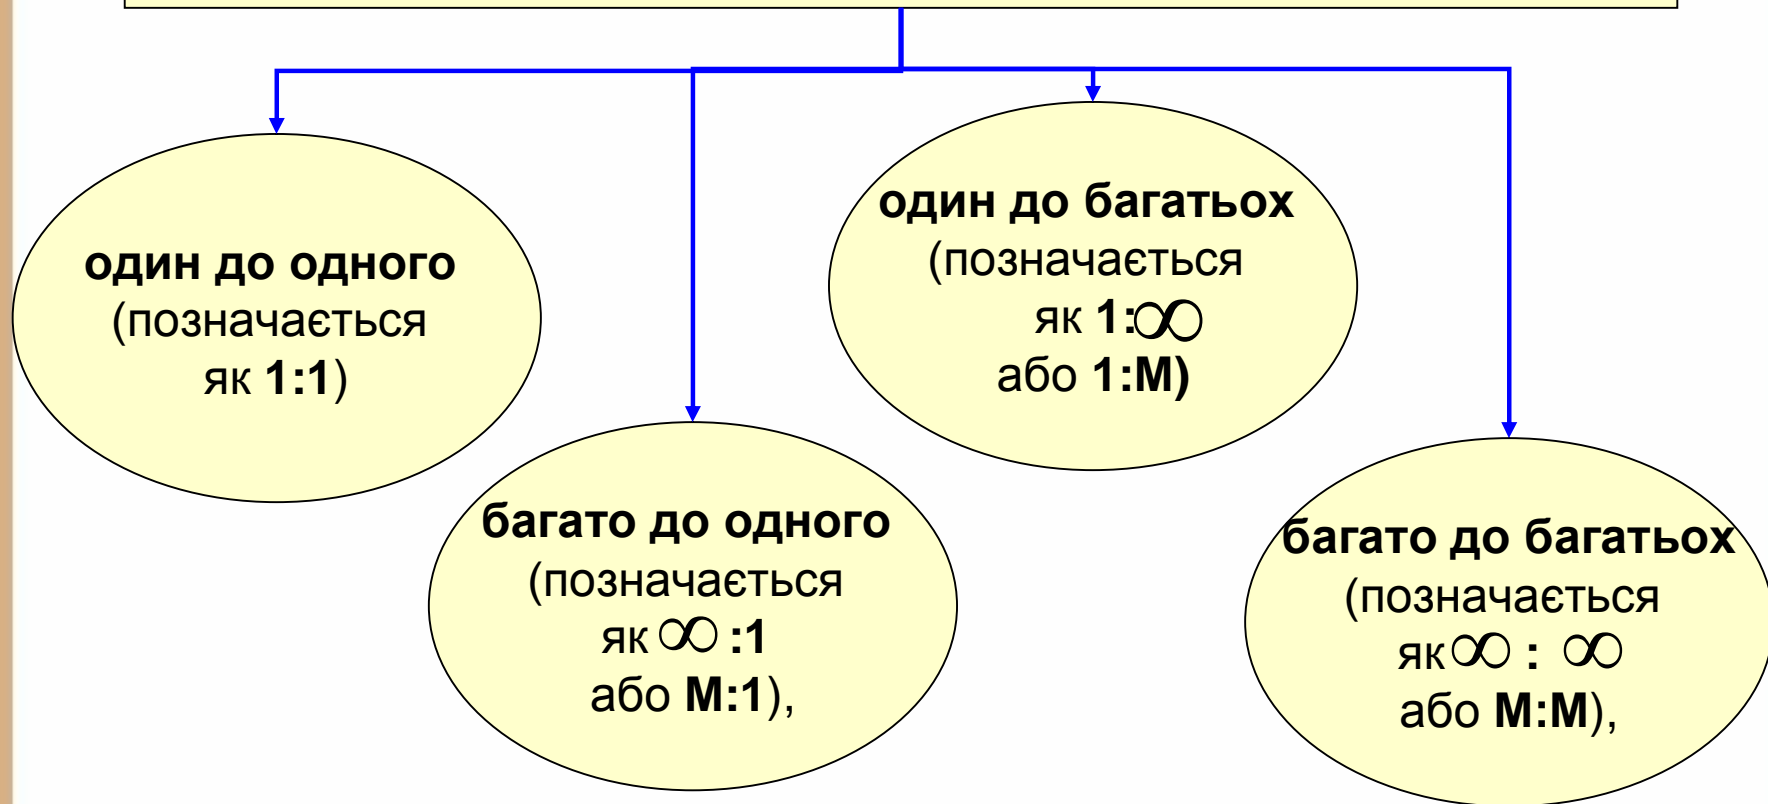 один до одного
(позначається
як 1:1)
багато до одного
(позначається
як ∞ :1
або М:1),
один до багатьох
(позначається
як 1:∞
або 1:М)
багато до багатьох
(позначається
як ∞ : ∞
або М:М),